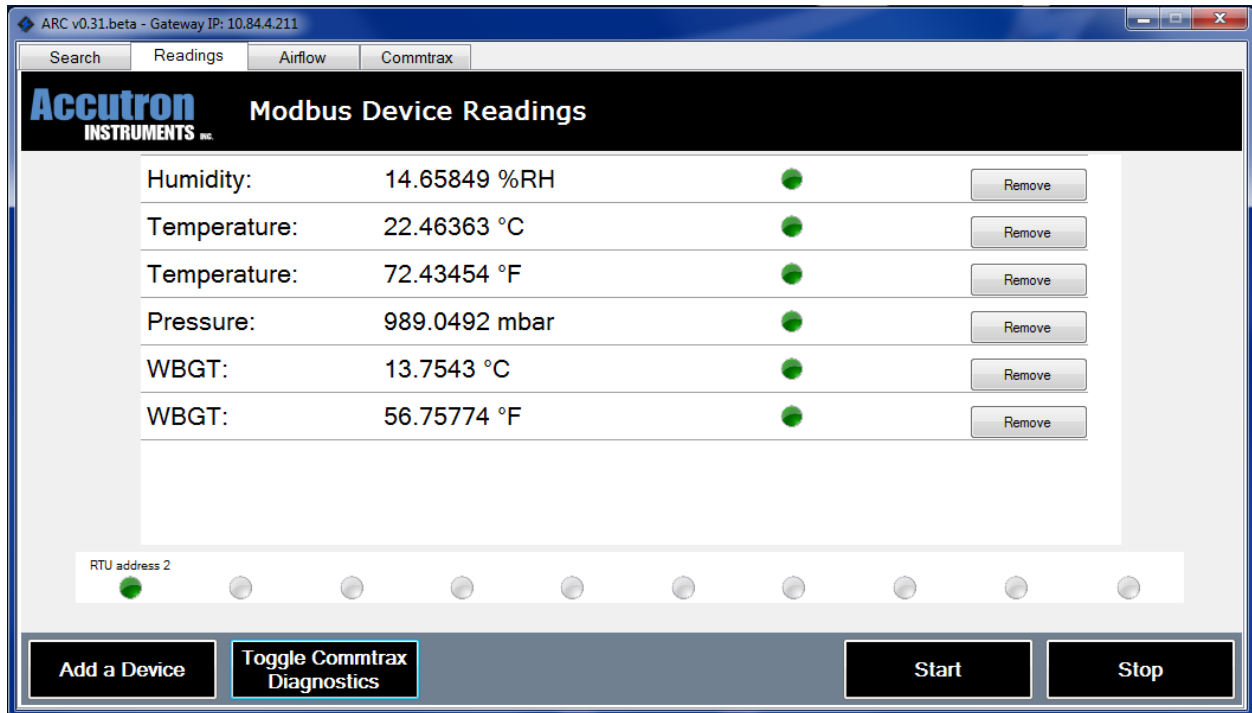 ARC v0.31.beta - Gateway IP: 10.84.4.211
Search Readings Airflow Commtrax
Accutron
INSTRUMENTS INC.
Modbus Device Readings
Humidity: 14.65849 %RH Remove
Temperature: 22.46363 °C Remove
Temperature: 72.43454 °F Remove
Pressure: 989.0492 mbar Remove
WBGT: 13.7543 °C Remove
WBGT: 56.75774 °F Remove
RTU address 2
Add a Device
Toggle Commtrax
Diagnostics
Start
Stop